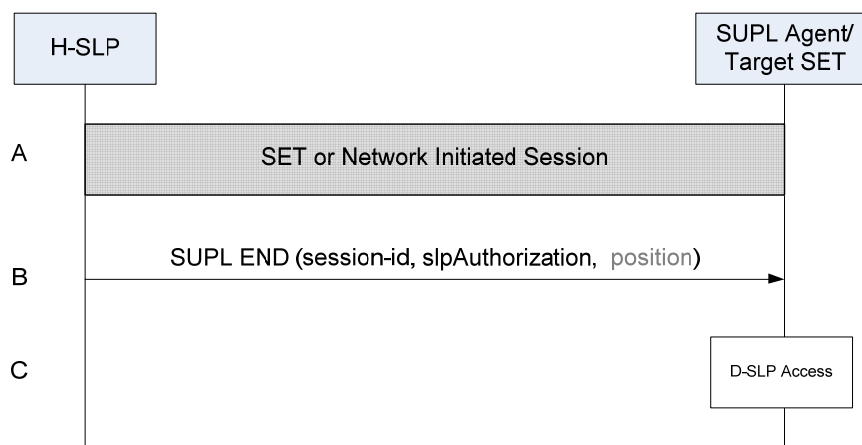 H-SLP
SUPL Agent/
Target SET
A
SET or Network Initiated Session
SUPL END (session-id, slpAuthorization, position)
B
C
D-SLP Access